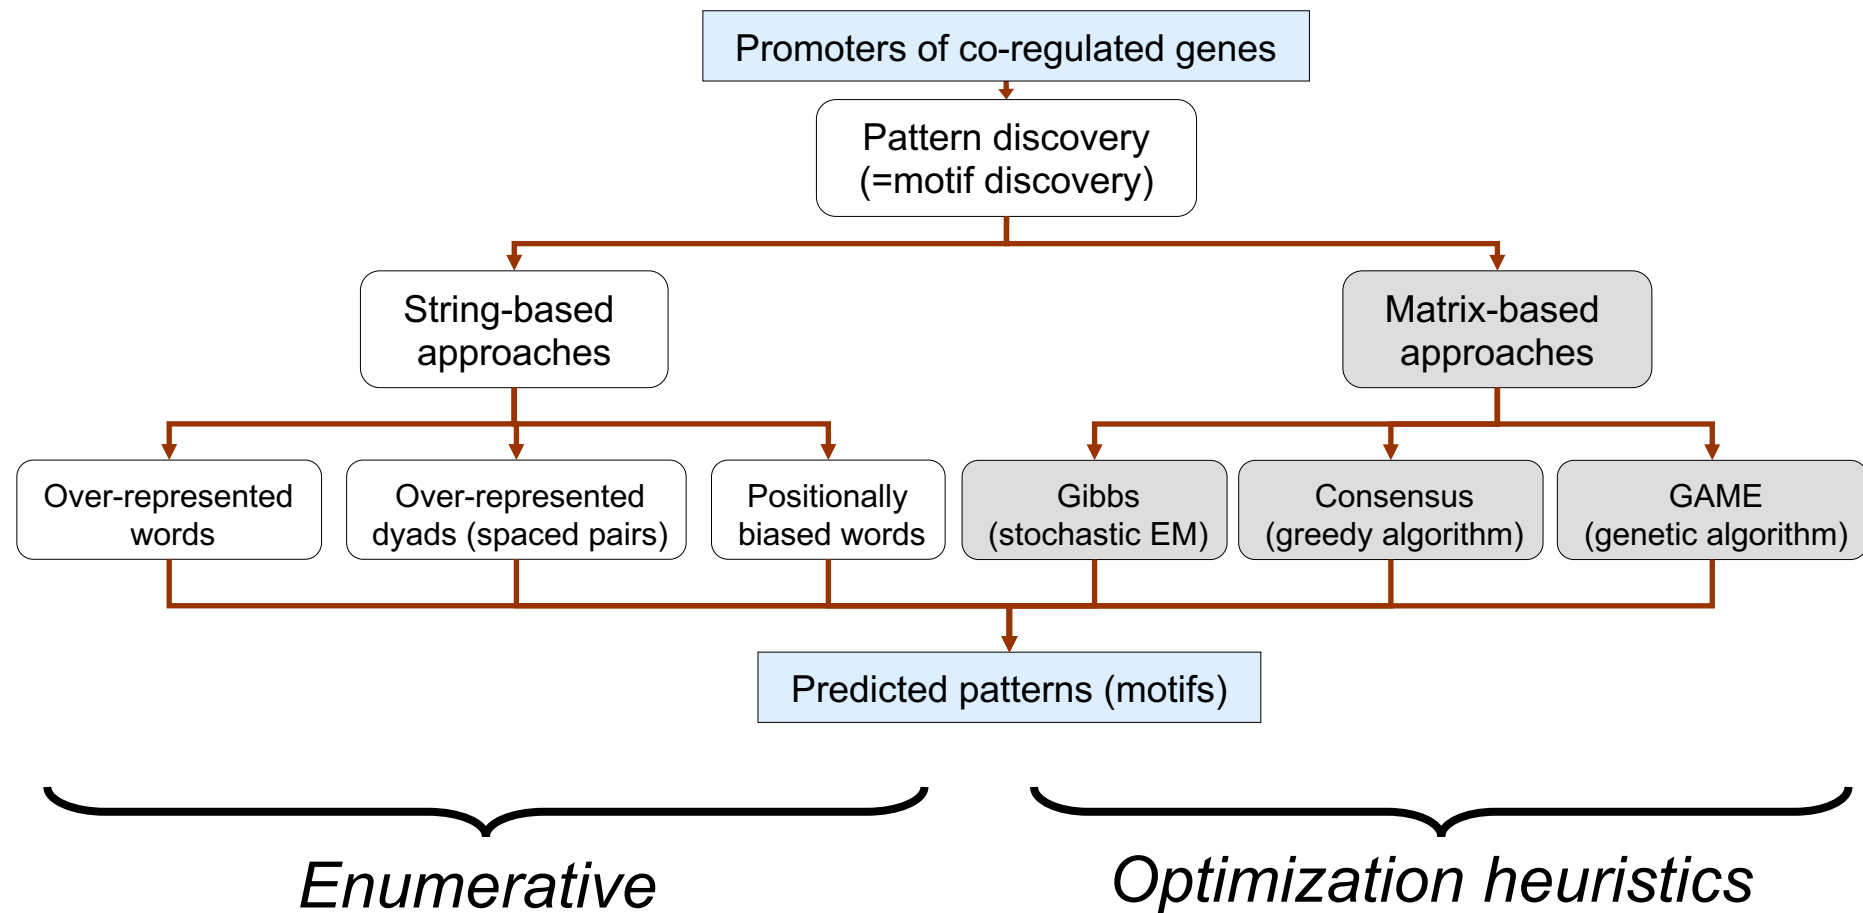 Promoters of co-regulated genes
Pattern discovery
(=motif discovery)
String-based
approaches
Matrix-based
approaches
Over-represented
words
Over-represented
dyads (spaced pairs)
Positionally
biased words
Gibbs
(stochastic EM)
Consensus
(greedy algorithm)
GAME
(genetic algorithm)
Predicted patterns (motifs)
Enumerative
Optimization heuristics